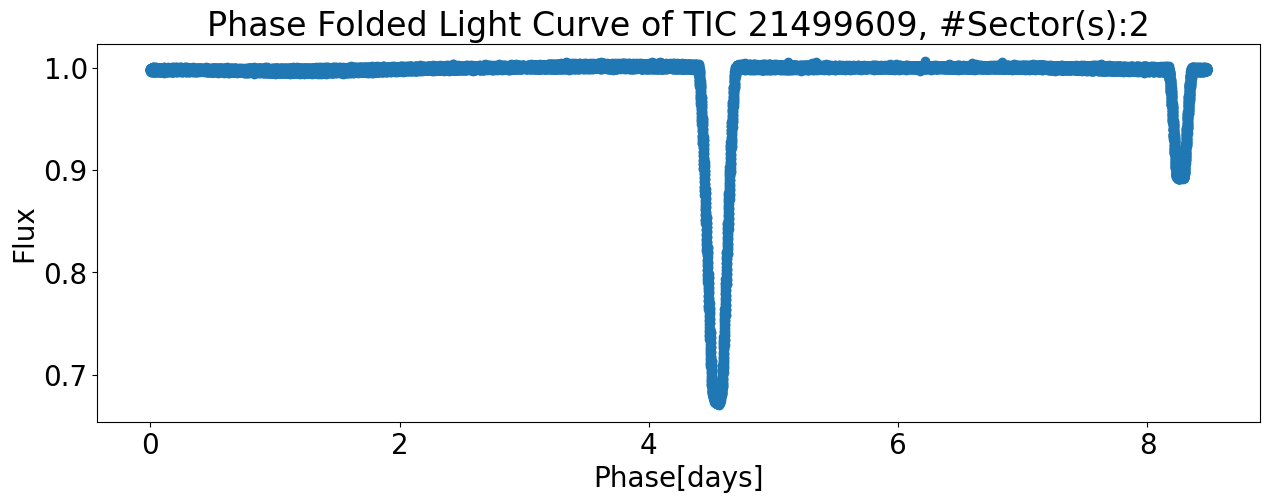 Phase Folded Light Curve of TIC 21499609, #Sector(s):2
1.0
0.9
0.8
0.7
Flux
0 2 4 6 8
Phase[days]